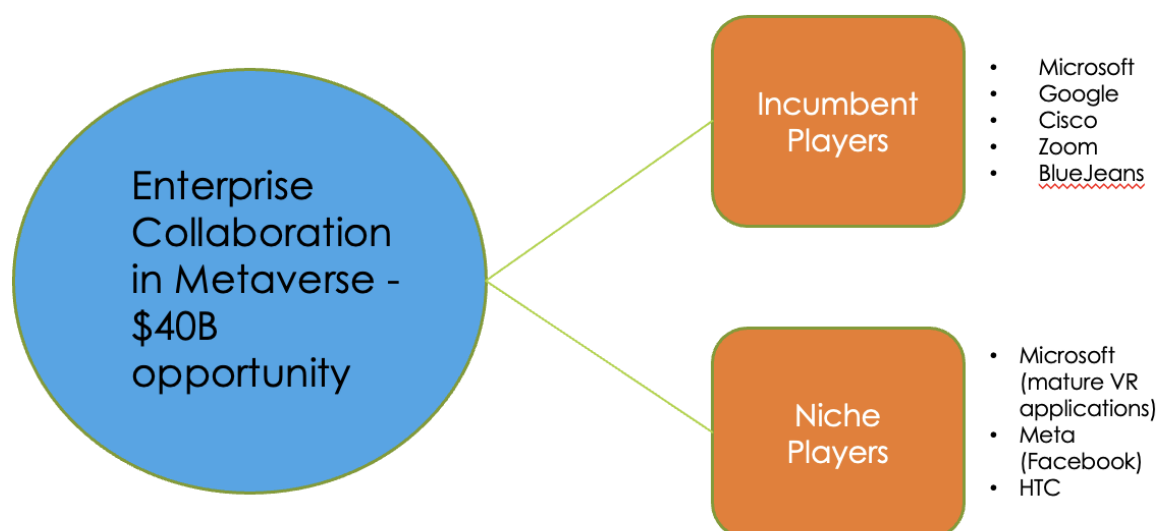 Enterprise
Collaboration
in Metaverse -
$40B
opportunity
Incumbent
Players
• Microsoft
• Google
• Cisco
• Zoom
• BlueJeans
Niche
Players
• Microsoft
(mature VR
applications)
• Meta
(Facebook)
• HTC